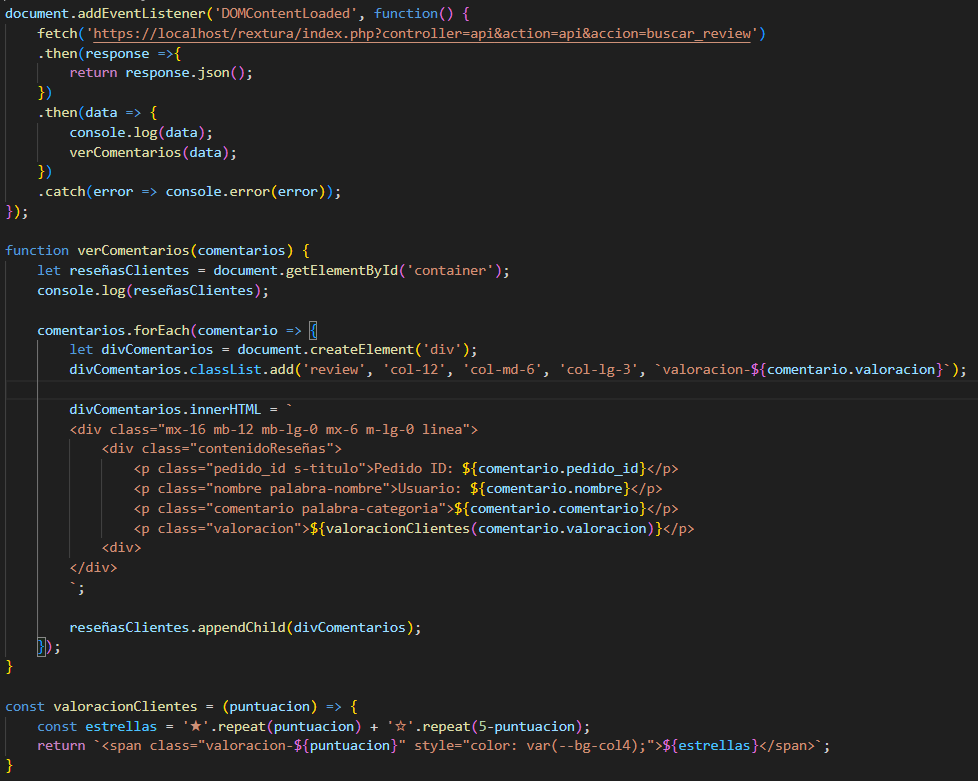 document.addEventListener('DOMContentLoaded', function() {
    fetch('https://localhost/rextura/index.php?controller=api&action=api&accion=buscar_review')
    .then(response =>{
        return response.json();
    })
    .then(data => {
        console.log(data);
        verComentarios(data);
    })
    .catch(error => console.error(error));
});

function verComentarios(comentarios) {
    let reseñasClientes = document.getElementById('container');
    console.log(reseñasClientes);

    comentarios.forEach(comentario => {
        let divComentarios = document.createElement('div');
        divComentarios.classList.add('review', 'col-12', 'col-md-6', 'col-lg-3', `valoracion-${comentario.valoracion}`);

        divComentarios.innerHTML = `
        <div class="mx-16 mb-12 mb-lg-0 mx-6 m-lg-0 linea">
            <div class="contenidoReseñas">
                <p class="pedido_id s-titulo">Pedido ID: ${comentario.pedido_id}</p>
                <p class="nombre palabra-nombre">Usuario: ${comentario.nombre}</p>
                <p class="comentario palabra-categoria">${comentario.comentario}</p>
                <p class="valoracion">${valoracionClientes(comentario.valoracion)}</p>
            <div>
        </div>
        `;

        reseñasClientes.appendChild(divComentarios);
    });
}

const valoracionClientes = (puntuacion) => {
    const estrellas = '★'.repeat(puntuacion) + '☆'.repeat(5-puntuacion);
    return `<span class="valoracion-${puntuacion}" style="color: var(--bg-col4);">${estrellas}</span>`;
}